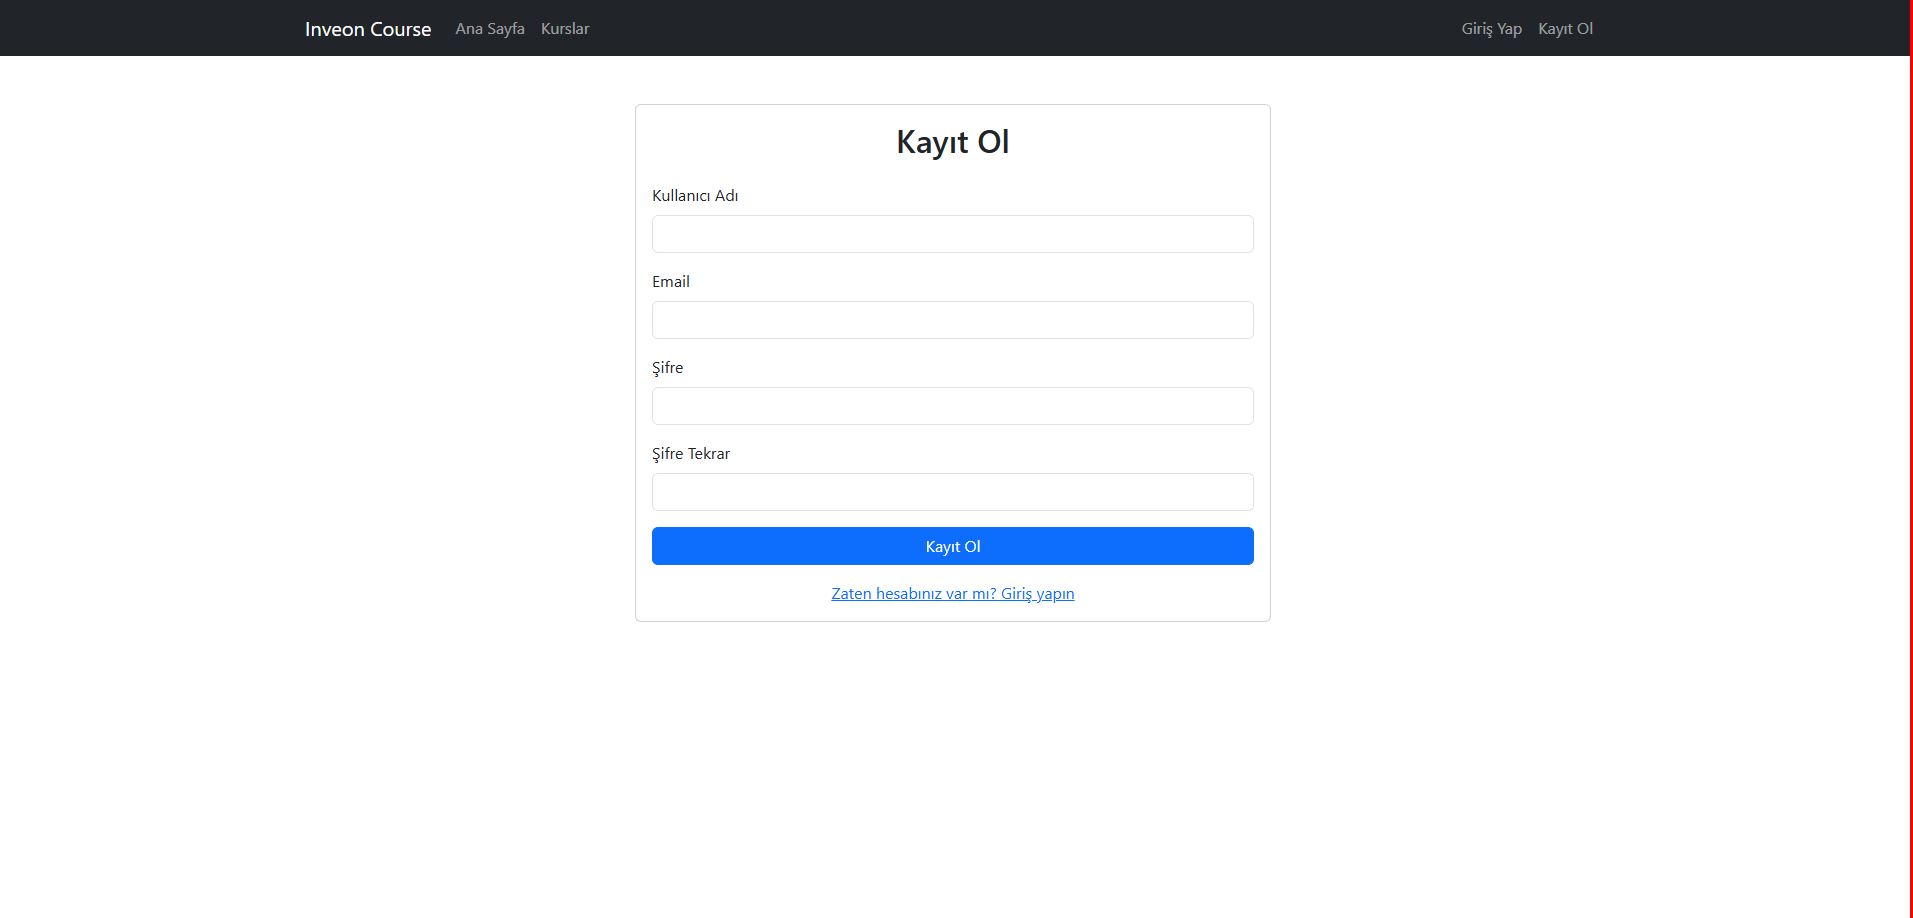 Inveon Course Ana Sayfa Kurslar Giriş Yap Kayıt Ol
Kayıt Ol
Kullanıcı Adı
Email
Şifre
Şifre Tekrar
Kayıt Ol
Zaten hesabınız var mı? Giriş yapın